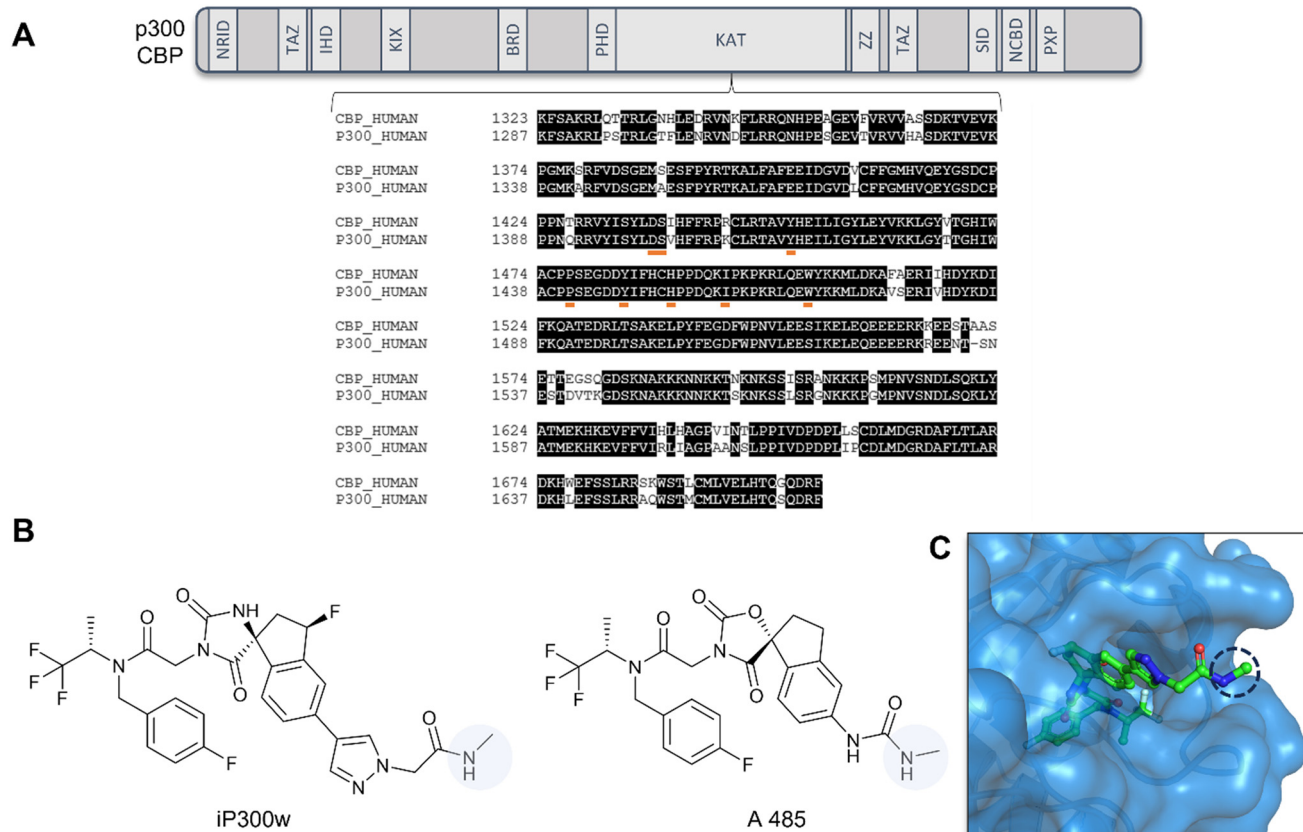 A
p300
CBP
NRID TAZ IHD KIX BRD PHD KAT ZZ TAZ SID NCBD PXP
CBP_HUMAN 1323 KFSAKRLQTTRLGNHLEDRVNKFLRRQNHPEAGEVFVRVVASSDKTVEVK
P300_HUMAN 1287 KFSAKRLPSTRLGTFLENRVNDFLRRQNHPESGEVTVRVVHASDKTVEVK
CBP_HUMAN 1374 PGMKSRFVDSGEMSESFPYRTKALFAFEEIDGVDVCFFGMHVQEYGSDCP
P300_HUMAN 1338 PGMKARFVDSGEMAESFPYRTKALFAFEEIDGVDLCFFGMHVQEYGSDCP
CBP_HUMAN 1424 PPNTRRVYISYLDSIHFFRPRCLRTAVYHEILIGYLEYVKKLGYVTGHIW
P300_HUMAN 1388 PPNQRRVYISYLDSVHFFRPKCLRTAVYHEILIGYLEYVKKLGYTTGHIW
CBP_HUMAN 1474 ACPPSEGDDYIFHCHPPDQKIPKPKRLQEWYKKMLDKAFAERIIHDYKDI
P300_HUMAN 1438 ACPPSEGDDYIFHCHPPDQKIPKPKRLQEWYKKMLDKAVSERIVHDYKDI
CBP_HUMAN 1524 FKQATEDRLTSAKELPYFEGDFWPNVLEESIKELEQEEEERKKEESTAAS
P300_HUMAN 1488 FKQATEDRLTSAKELPYFEGDFWPNVLEESIKELEQEEEERKREENT-SN
CBP_HUMAN 1574 ETTEGSQGDSKNAKKKNNKKTNKNKSSISRANKKKPSMPNVSNDLSQKLY
P300_HUMAN 1537 ESTDVTKGDSKNAKKKNNKKTSKNKSSLSRGNKKKPGMPNVSNDLSQKLY
CBP_HUMAN 1624 ATMEKHKEVFFVIHLHAGPVINTLPPIVDPDPLLSCDLMDGRDAFLTLAR
P300_HUMAN 1587 ATMEKHKEVFFVIRLIAGPAANSLPPIVDPDPLIPCDLMDGRDAFLTLAR
CBP_HUMAN 1674 DKHWEFSSLRRSKWSTLCMLVELHTQGQDRF
P300_HUMAN 1637 DKHLEFSSLRRAQWSTMCMLVELHTQSQDRF
B
O O NH F
F F F N O N O
F
N N O N H
iP300w
O O O
F F F N O N O
F
N H O N H
A 485
C